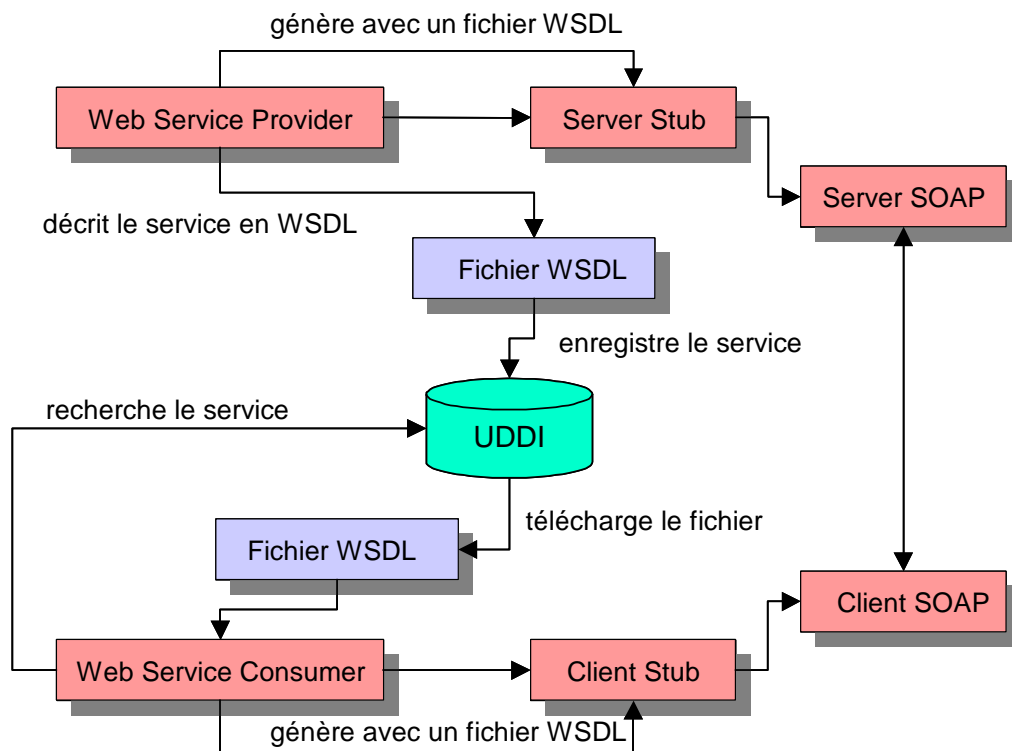 génère avec un fichier WSDL
Web Service Provider
Server Stub
Server SOAP
décrit le service en WSDL
Fichier WSDL
enregistre le service
recherche le service
UDDI
télécharge le fichier
Fichier WSDL
Client SOAP
Web Service Consumer
Client Stub
génère avec un fichier WSDL